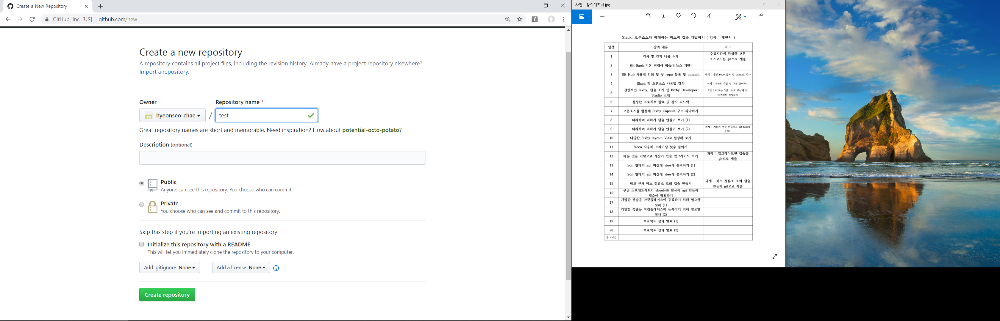 Create a New Repository
GitHub, Inc. [US] | github.com/new
Create a new repository
A repository contains all project files, including the revision history. Already have a project repository elsewhere?
Import a repository.
Owner
Repository name *
hyeonseo-chae / test
Great repository names are short and memorable. Need inspiration? How about potential-octo-potato?
Description (optional)
Public
Anyone can see this repository. You choose who can commit.
Private
You choose who can see and commit to this repository.
Skip this step if you're importing an existing repository.
Initialize this repository with a README
This will let you immediately clone the repository to your computer.
Add .gitignore: None
Add a license: None
Create repository
사진 - 강의계획서.jpg
Slack, 오픈소스와 함께하는 빅스비 캡슐 개발하기 ( 강사 : 채현서 )
일정 강의 내용 비고
1 강사 및 강의 내용 소개 수업시간에 작성한 모든
소스코드는 git으로 제출
2 Git Bash 기본 명령어 학습(리눅스 기반)
3 Git Hub 사용법 강의 및 첫 repo 등록 및 commit 과제 : 개인 repo 등록 및 commit 검사
4 Slack 및 오픈소스 사용법 강의 과제 : Slack 가입 및 그룹 들어오기
5 전반적인 Bixby, 캡슐 소개 및 Bixby Developer
Studio 소개
2인 1조 또는 3인 1조로 구성해 팀
프로젝트 설정하기
6 설정한 프로젝트 발표 및 강사 피드백
7 오픈소스를 활용해 Bixby Capsule 구조 파악하기
8 따라하며 더하기 캡슐 만들어 보기 (1)
9 따라하며 더하기 캡슐 만들어 보기 (2) 과제 : 계산기 캡슐 만들어서 git hub에
올리기
10 다양한 Bixby layout, View 설정해 보기
11 Voca 사용해 트레이닝 횟수 줄이기
12 배운 것을 바탕으로 계산기 캡슐 업그레이드 하기 과제 : 업그레이드한 캡슐을
git으로 제출
13 Json 형태의 api 파싱해 view에 출력하기 (1)
14 Json 형태의 api 파싱해 view에 출력하기 (2)
15 학교 근처 버스 정류소 조회 캡슐 만들기 과제 : 버스 정류소 조회 캡슐
만들어 git으로 제출
16 구글 스프레드시트와 sheety를 활용해 api 만들어
캡슐에 적용하기
17 개발한 캡슐을 마켓플레이스에 등록하기 위해 필요한
절차 (1)
18 개발한 캡슐을 마켓플레이스에 등록하기 위해 필요한
절차 (2)
19 프로젝트 성과 발표 (1)
20 프로젝트 성과 발표 (2)